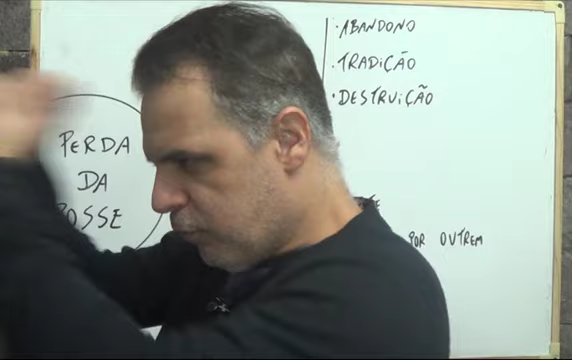 PERDA
DA
POSSE
· ABANDONO
· TRADIÇÃO
· DESTRUIÇÃO
POR OUTREM